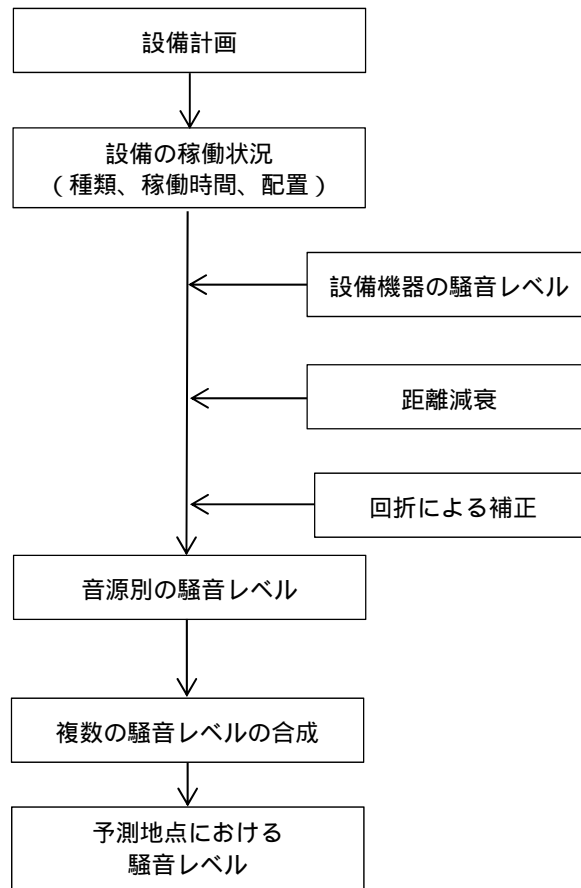 設備計画
設備の稼働状況
（種類、稼働時間、配置）
設備機器の騒音レベル
距離減衰
回折による補正
音源別の騒音レベル
複数の騒音レベルの合成
予測地点における
騒音レベル